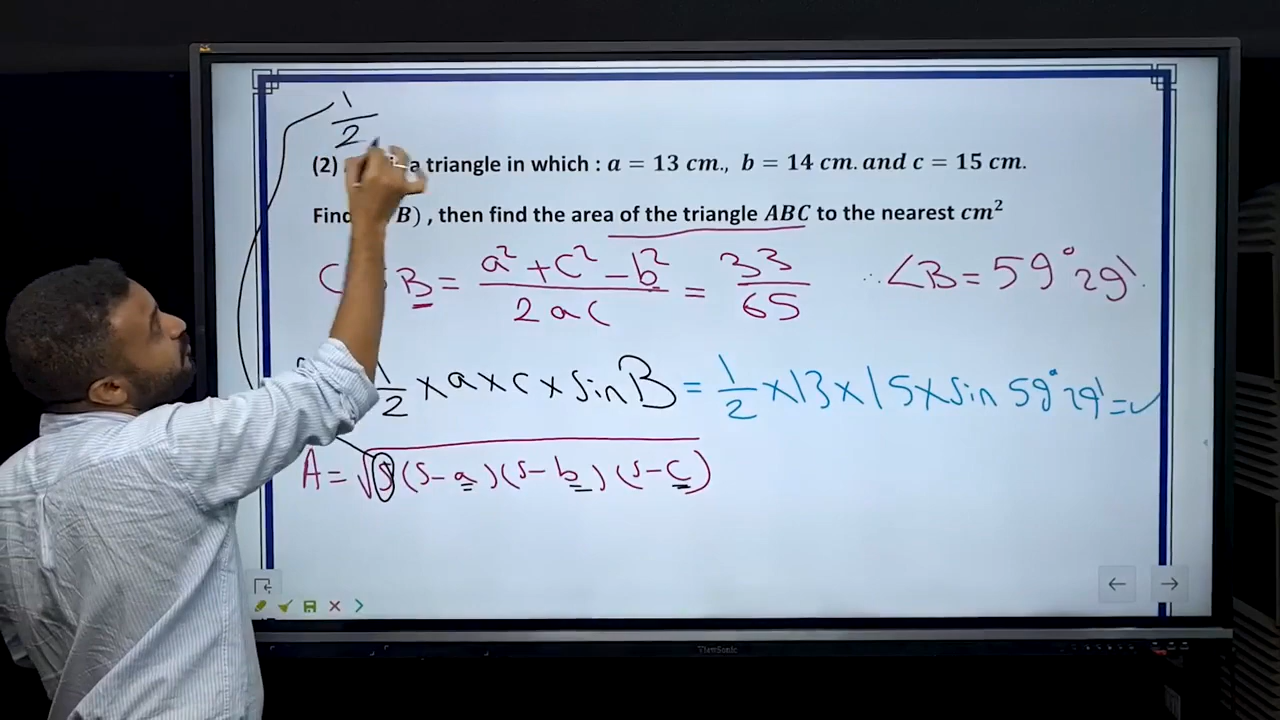 1/2
(2) a triangle in which : a = 13 cm., b = 14 cm. and c = 15 cm.
Find B) , then find the area of the triangle ABC to the nearest cm²
B = (a² + c² − b²)/(2ac) = 33/65 ∴ ∠B = 59° 29'
1/2 × a × c × sin B = 1/2 × 13 × 15 × sin 59° 29' = ✓
A = √(S(S−a)(S−b)(S−c))
ViewSonic